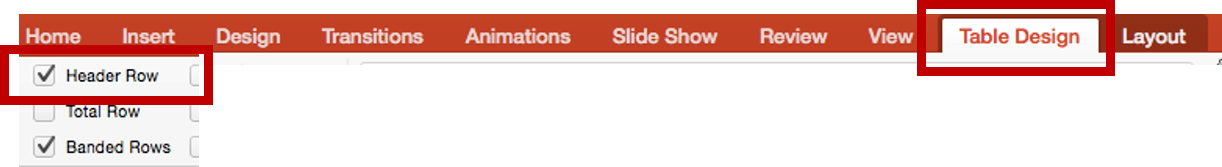 Home Insert Design Transitions Animations Slide Show Review View Table Design Layout
Header Row
Total Row
Banded Rows